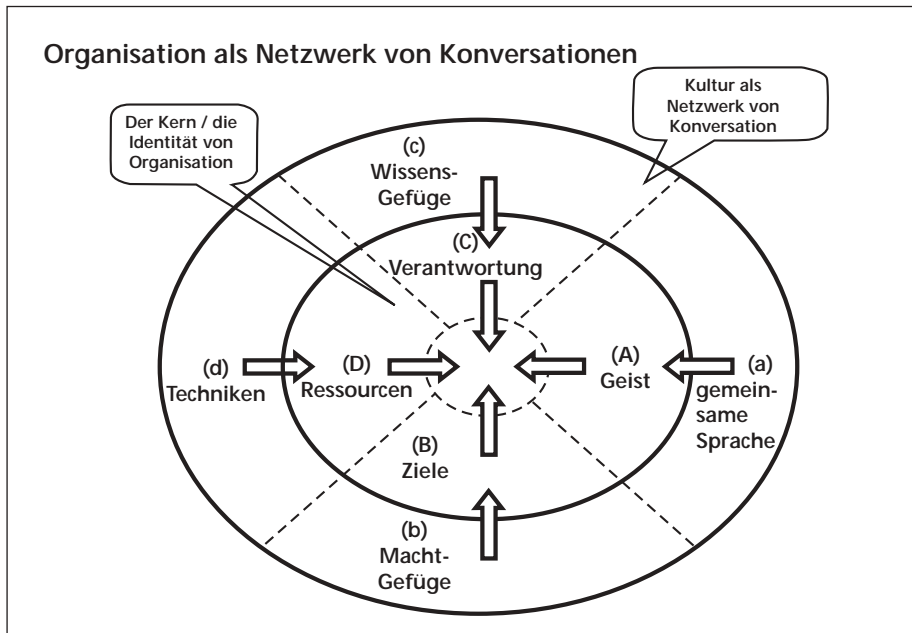 Organisation als Netzwerk von Konversationen
Kultur als
Netzwerk von
Konversation
Der Kern / die
Identität von
Organisation
(c)
Wissens-
Gefüge
(C)
Verantwortung
(d)
Techniken
(D)
Ressourcen
(A)
Geist
(a)
gemein-
same
Sprache
(B)
Ziele
(b)
Macht-
Gefüge